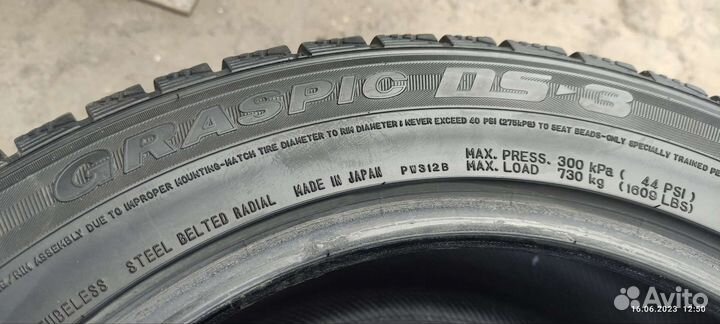 GRASPIC DS-3
RIM ASSEMBLY DUE TO IMPROPER MOUNTING-MATCH TIRE DIAMETER TO RIM DIAMETER; NEVER EXCEED 40 PSI (275kPa) TO SEAT BEADS-ONLY SPECIALLY TRAINED
MAX. PRESS. 300 kPa ( 44 PSI)
MAX. LOAD 730 kg (1609 LBS)
TUBELESS STEEL BELTED RADIAL MADE IN JAPAN PW312B
Avito
16.06.2023 12:50